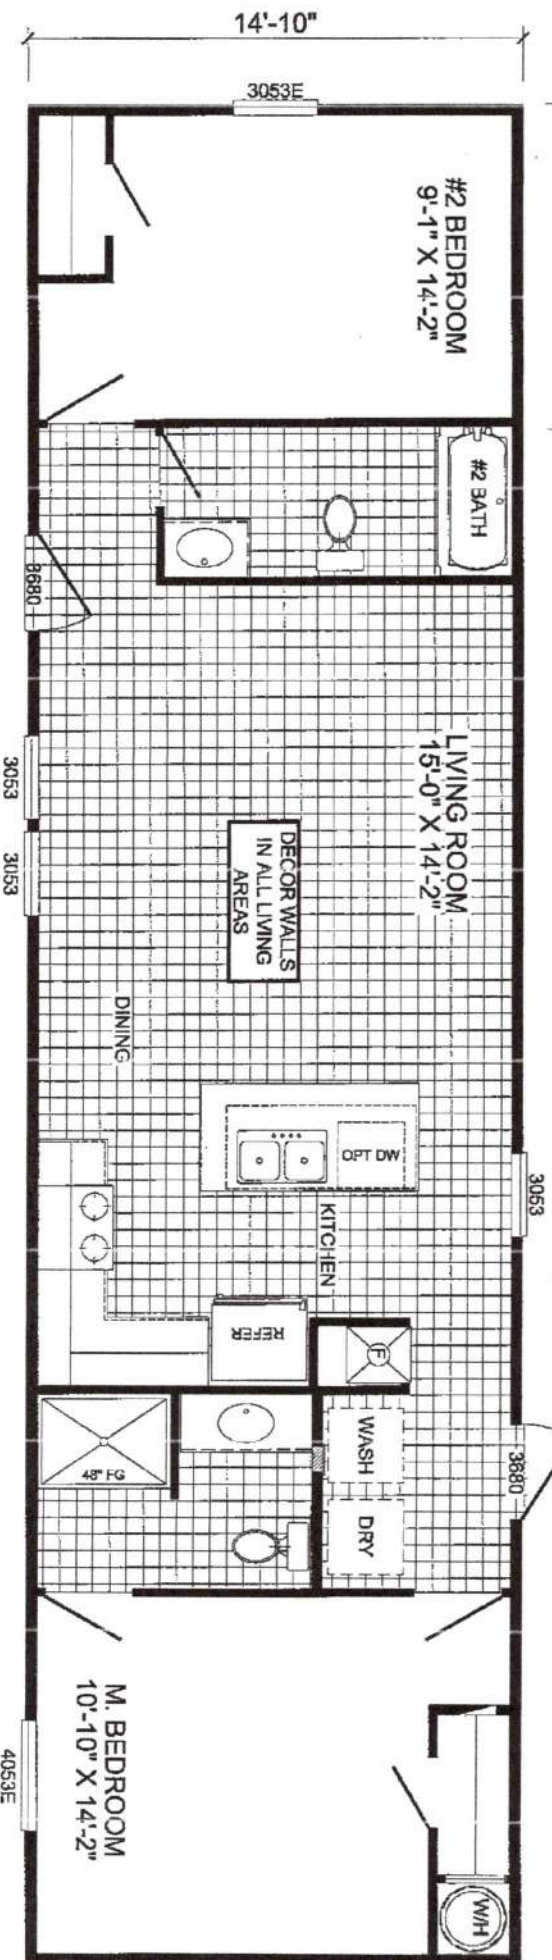 14'-10"
3053E
#2 BEDROOM
9'-1" X 14'-2"
#2 BATH
3680
LIVING ROOM
15'-0" X 14'-2"
3053
3053
DECOR WALLS
IN ALL LIVING
AREAS
DINING
OPT DW
3053
KITCHEN
REFER
F
WASH
DRY
3680
48" FG
M. BEDROOM
10'-10" X 14'-2"
4053E
W/H